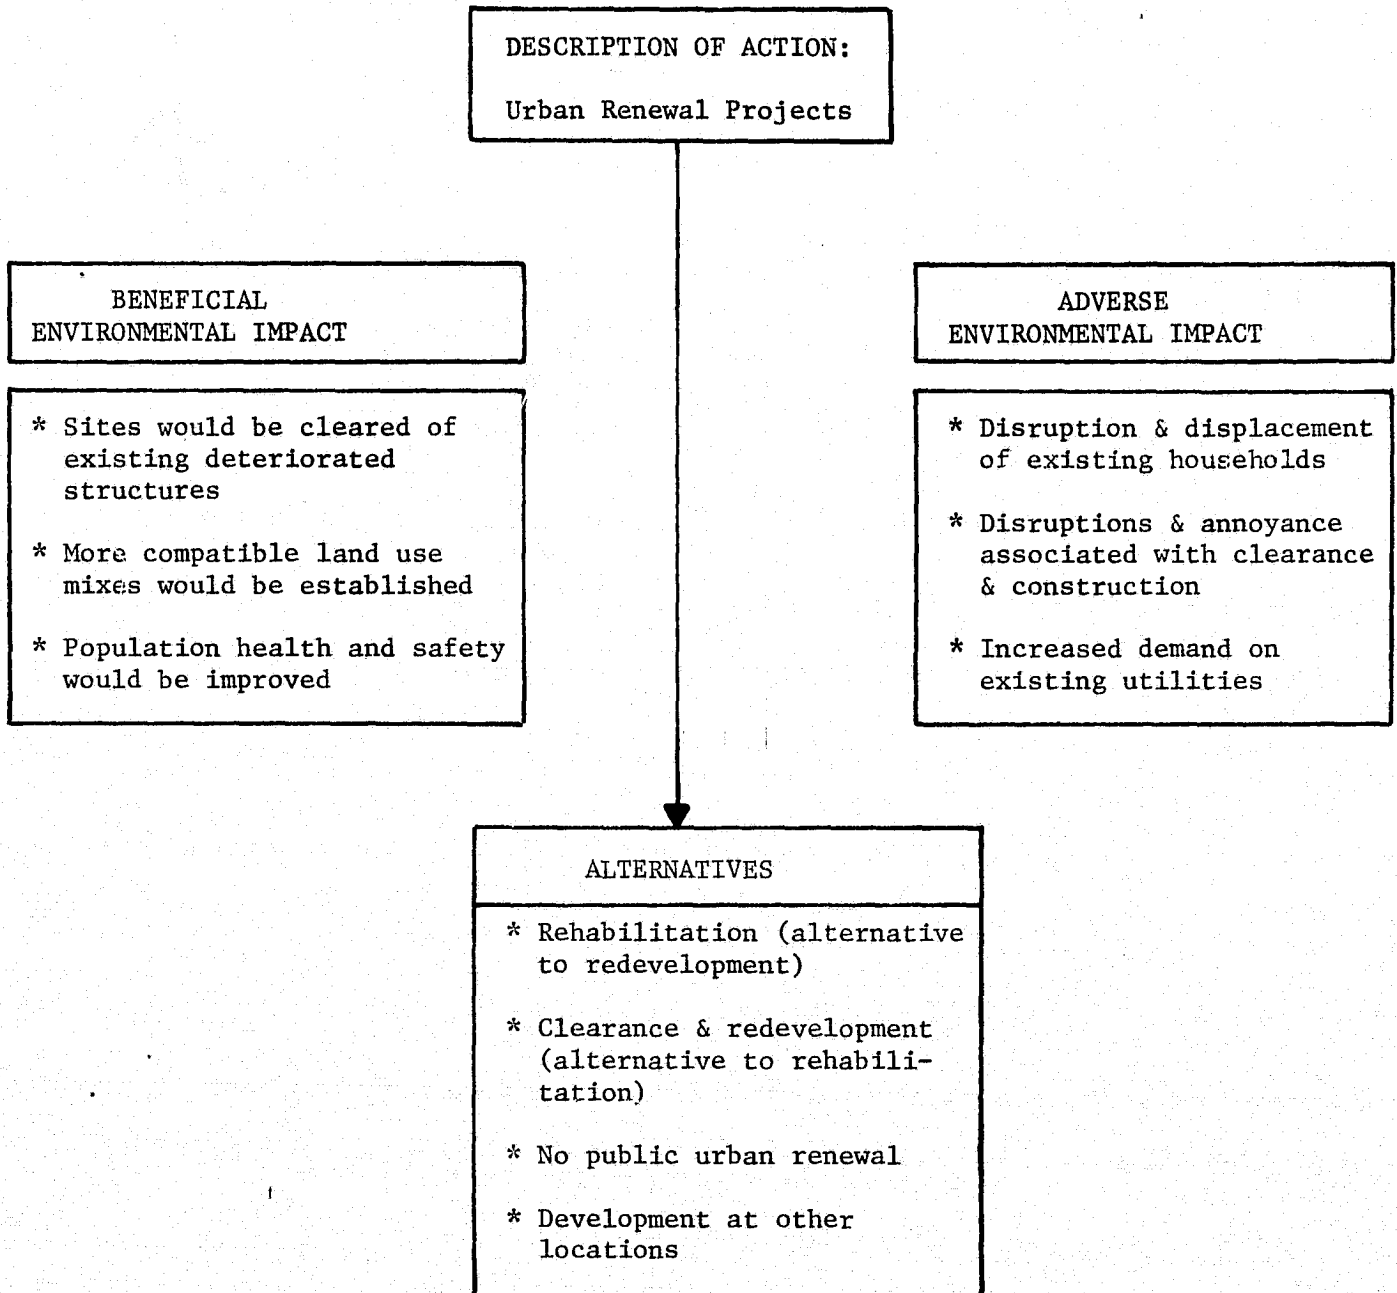 DESCRIPTION OF ACTION:
Urban Renewal Projects
BENEFICIAL
ENVIRONMENTAL IMPACT
* Sites would be cleared of
existing deteriorated
structures
* More compatible land use
mixes would be established
* Population health and safety
would be improved
ADVERSE
ENVIRONMENTAL IMPACT
* Disruption & displacement
of existing households
* Disruptions & annoyance
associated with clearance
& construction
* Increased demand on
existing utilities
ALTERNATIVES
* Rehabilitation (alternative
to redevelopment)
* Clearance & redevelopment
(alternative to rehabili-
tation)
* No public urban renewal
* Development at other
locations